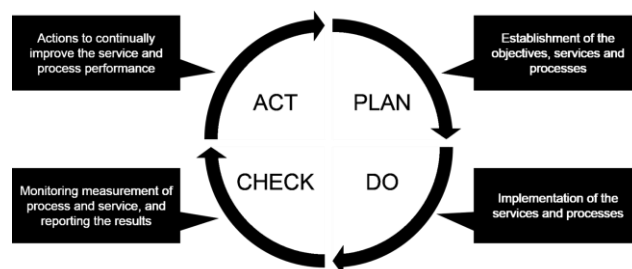 Actions to continually
improve the service and
process performance
Establishment of the
objectives, services and
processes
ACT
PLAN
CHECK
DO
Monitoring measurement of
process and service, and
reporting the results
Implementation of the
services and processes